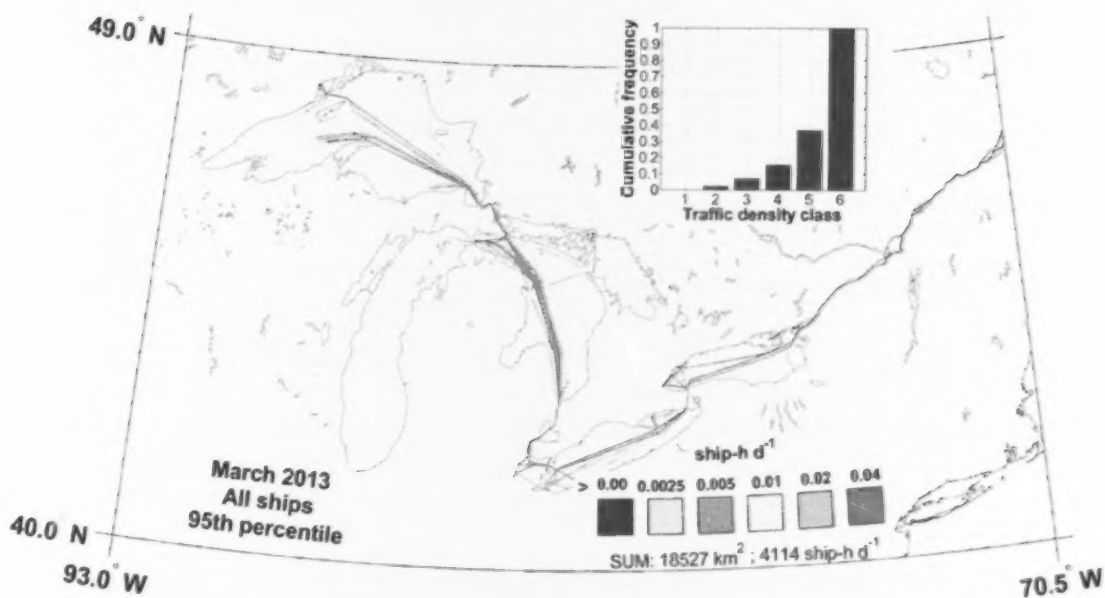 49.0° N
Cumulative frequency
1
0.9
0.8
0.7
0.6
0.5
0.4
0.3
0.2
0.1
0
1 2 3 4 5 6
Traffic density class
March 2013
All ships
95th percentile
ship-h d⁻¹
> 0.00 0.0025 0.005 0.01 0.02 0.04
SUM: 18527 km² ; 4114 ship-h d⁻¹
40.0 N
93.0° W
70.5° W